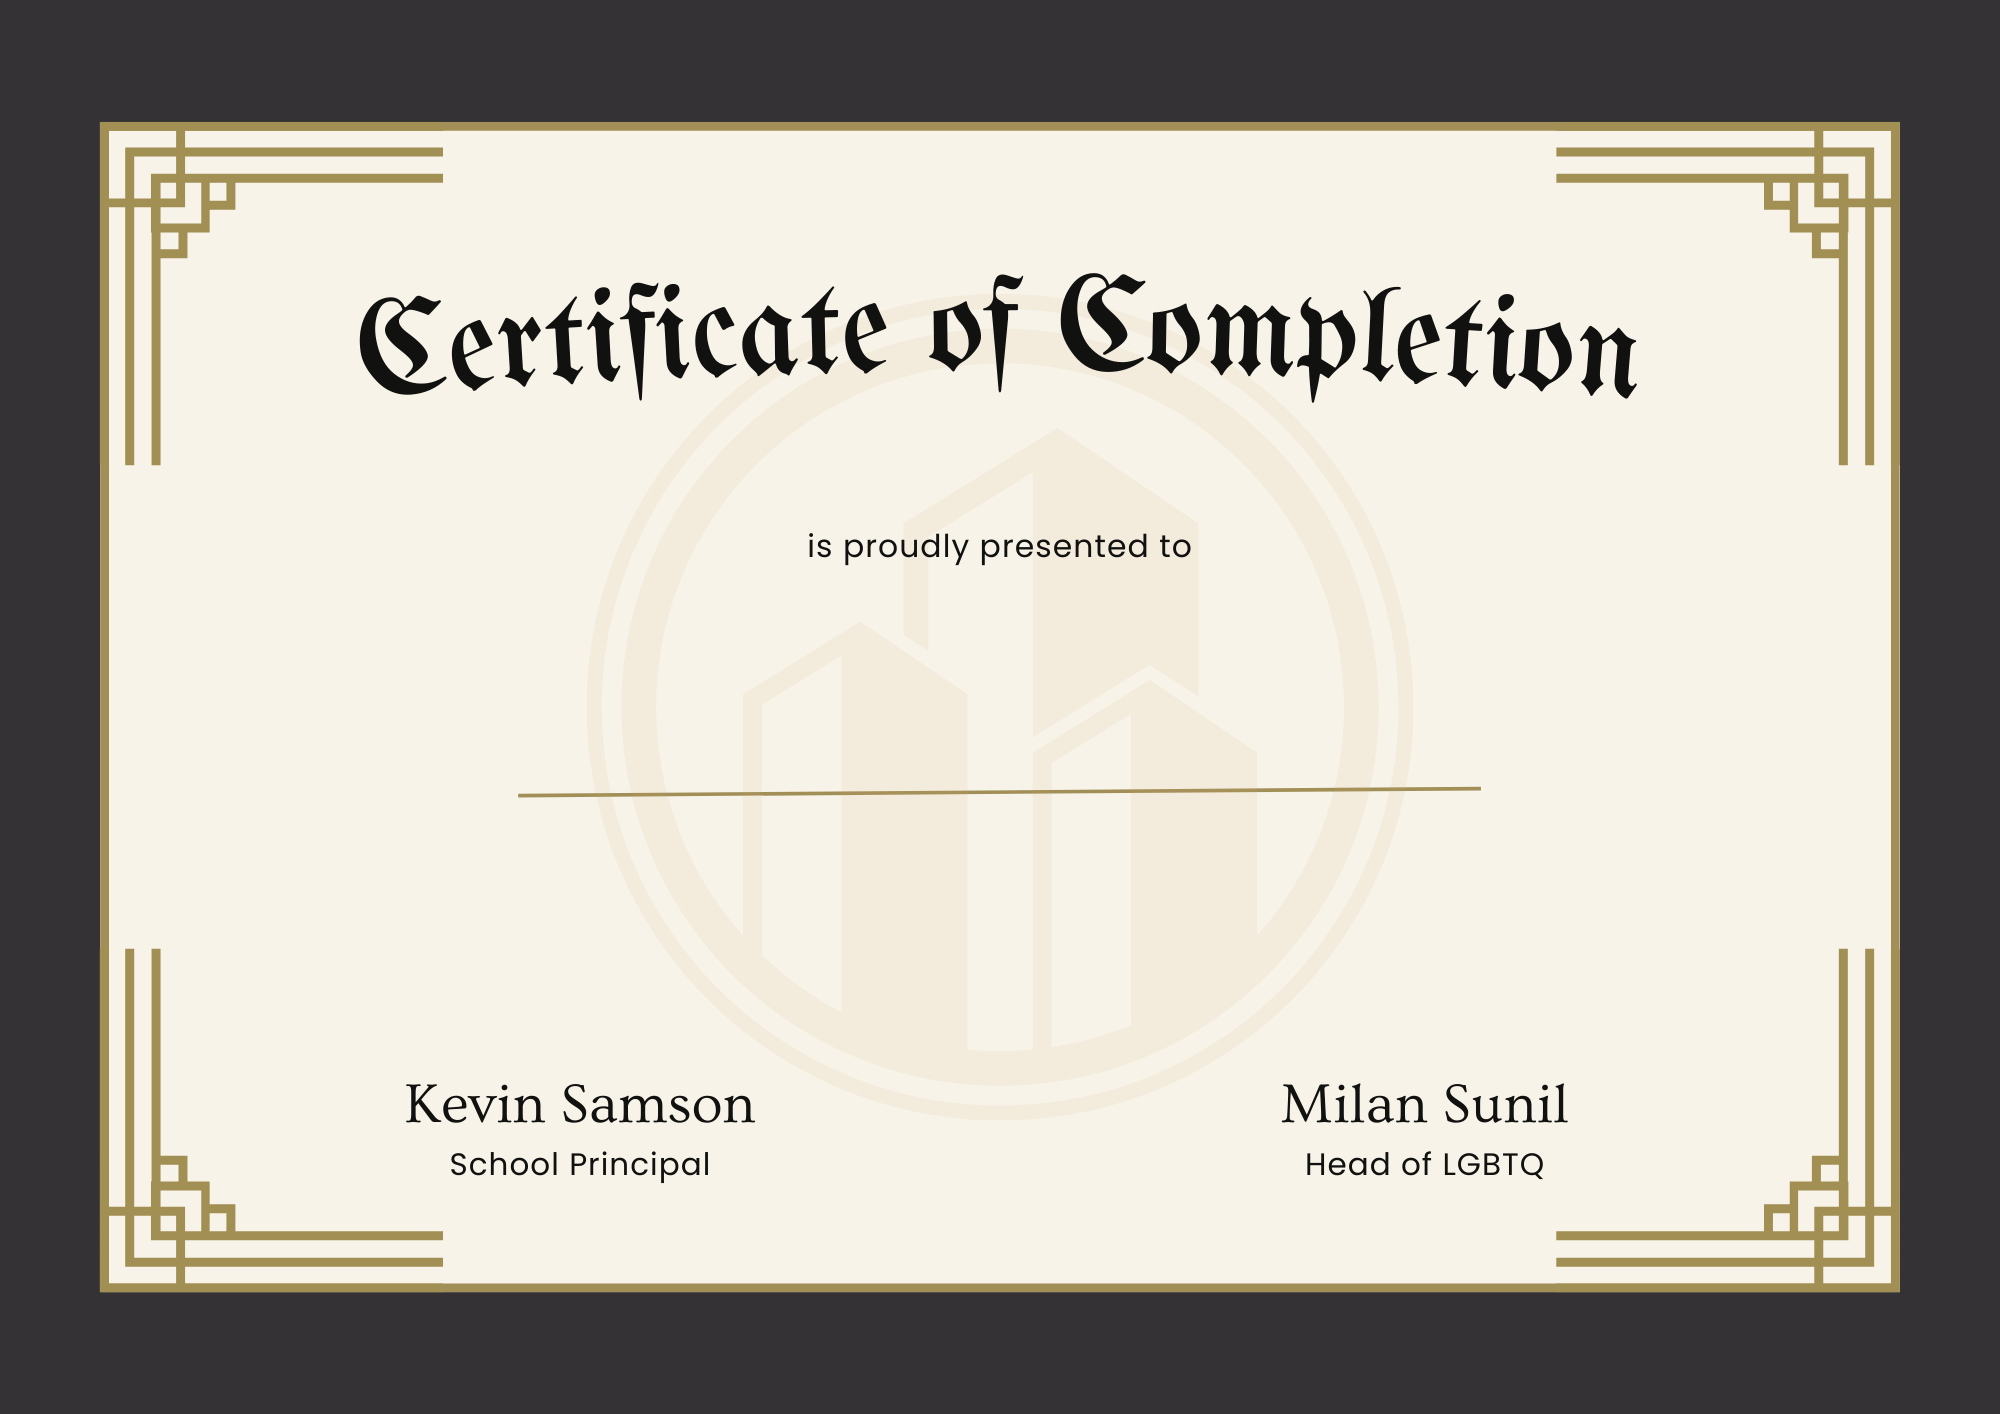 Certificate of Completion
is proudly presented to
Kevin Samson
School Principal
Milan Sunil
Head of LGBTQ